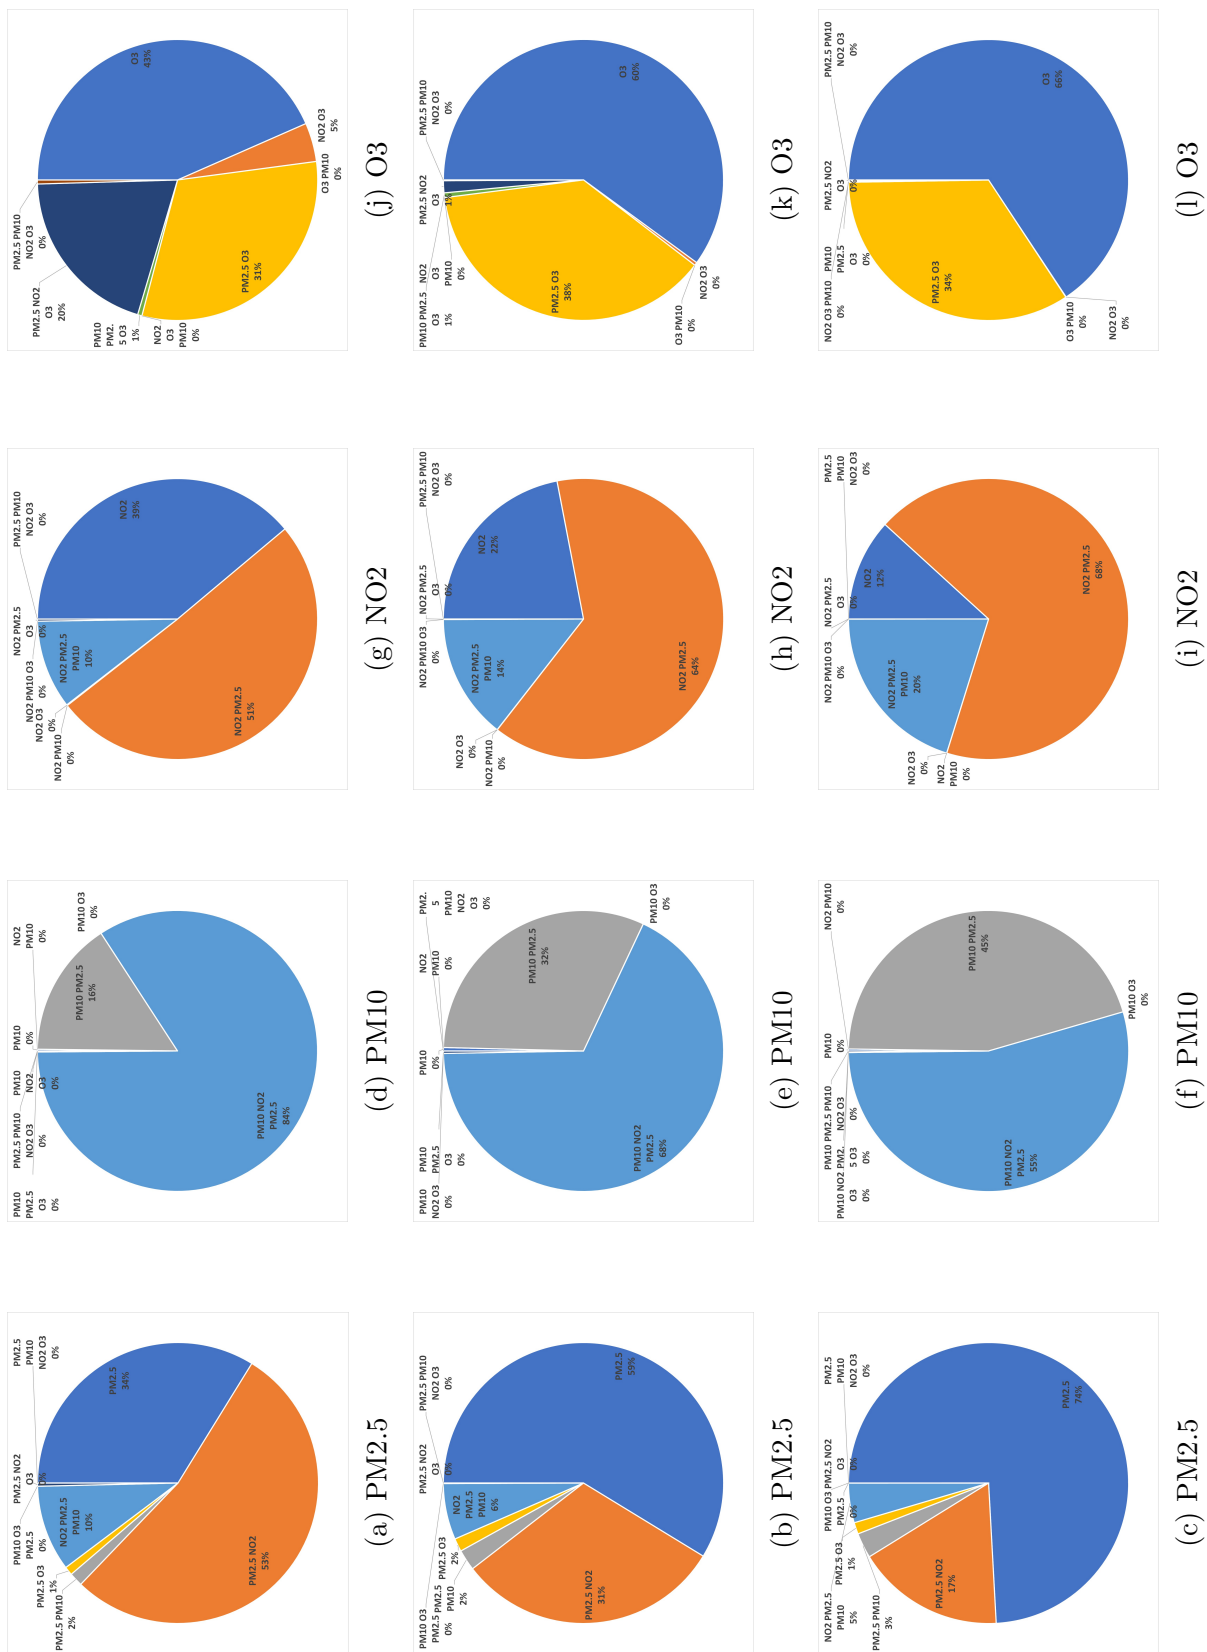 PM2.5 PM10
2%
PM2.5 O3
1%
PM10 O3
PM2.5
0%
NO2 PM2.5
PM10
10%
PM2.5 NO2
O3
0%
PM2.5
PM10
NO2 O3
0%
PM2.5
34%
PM2.5 NO2
53%
(a) PM2.5
PM10
PM2.5
O3
0%
PM2.5 PM10
NO2 O3
0%
PM10
NO2
O3
0%
PM10
0%
NO2
PM10
0%
PM10 PM2.5
16%
PM10 O3
0%
PM10 NO2
PM2.5
84%
(d) PM10
NO2 PM10
0%
NO2 O3
0%
NO2 PM10 O3
0%
NO2 PM2.5
PM10
10%
NO2 PM2.5
O3
0%
PM2.5 PM10
NO2 O3
0%
NO2
39%
NO2 PM2.5
51%
(g) NO2
PM2.5 NO2
O3
20%
PM2.5 PM10
NO2 O3
0%
O3
43%
PM10
PM2.
5 O3
1%
NO2
O3
PM10
0%
PM2.5 O3
31%
O3 PM10
0%
NO2 O3
5%
(j) O3
PM10 O3
PM2.5
0%
PM2.5
PM10
2%
PM2.5 O3
2%
NO2
PM2.5
PM10
6%
PM2.5 NO2
O3
0%
PM2.5 PM10
NO2 O3
0%
PM2.5
59%
PM2.5 NO2
31%
(b) PM2.5
PM10
NO2 O3
0%
PM10
PM2.5
O3
0%
PM10
0%
NO2
PM10
0%
PM2.
5
PM10
NO2
O3
0%
PM10 PM2.5
32%
PM10 O3
0%
PM10 NO2
PM2.5
68%
(e) PM10
NO2 PM10 O3
0%
NO2 PM2.5
O3
0%
PM2.5 PM10
NO2 O3
0%
NO2 O3
0%
NO2 PM10
0%
NO2 PM2.5
PM10
14%
NO2
22%
NO2 PM2.5
64%
(h) NO2
PM10 PM2.5
O3
1%
NO2
O3
PM10
0%
PM2.5 NO2
O3
1%
PM2.5 PM10
NO2 O3
0%
O3
60%
PM2.5 O3
38%
O3 PM10
0%
NO2 O3
0%
(k) O3
NO2 PM2.5
PM10
5%
PM2.5 O3
1%
PM10 O3
PM2.5
0%
PM2.5 NO2
O3
0%
PM2.5
PM10
NO2 O3
0%
PM2.5 PM10
3%
PM2.5 NO2
17%
PM2.5
74%
(c) PM2.5
PM10 NO2
O3
0%
PM10 PM2.
5 O3
0%
PM2.5 PM10
NO2 O3
0%
PM10
0%
NO2 PM10
0%
PM10 PM2.5
45%
PM10 O3
0%
PM10 NO2
PM2.5
55%
(f) PM10
NO2 PM10 O3
0%
NO2 PM2.5
O3
0%
PM2.5
PM10
NO2 O3
0%
NO2 O3
0%
NO2
PM10
0%
NO2 PM2.5
PM10
20%
NO2
12%
NO2 PM2.5
68%
(i) NO2
NO2 O3 PM10
0%
PM10
PM2.5
O3
0%
PM2.5 NO2
O3
0%
PM2.5 PM10
NO2 O3
0%
O3
66%
PM2.5 O3
34%
O3 PM10
0%
NO2 O3
0%
(l) O3